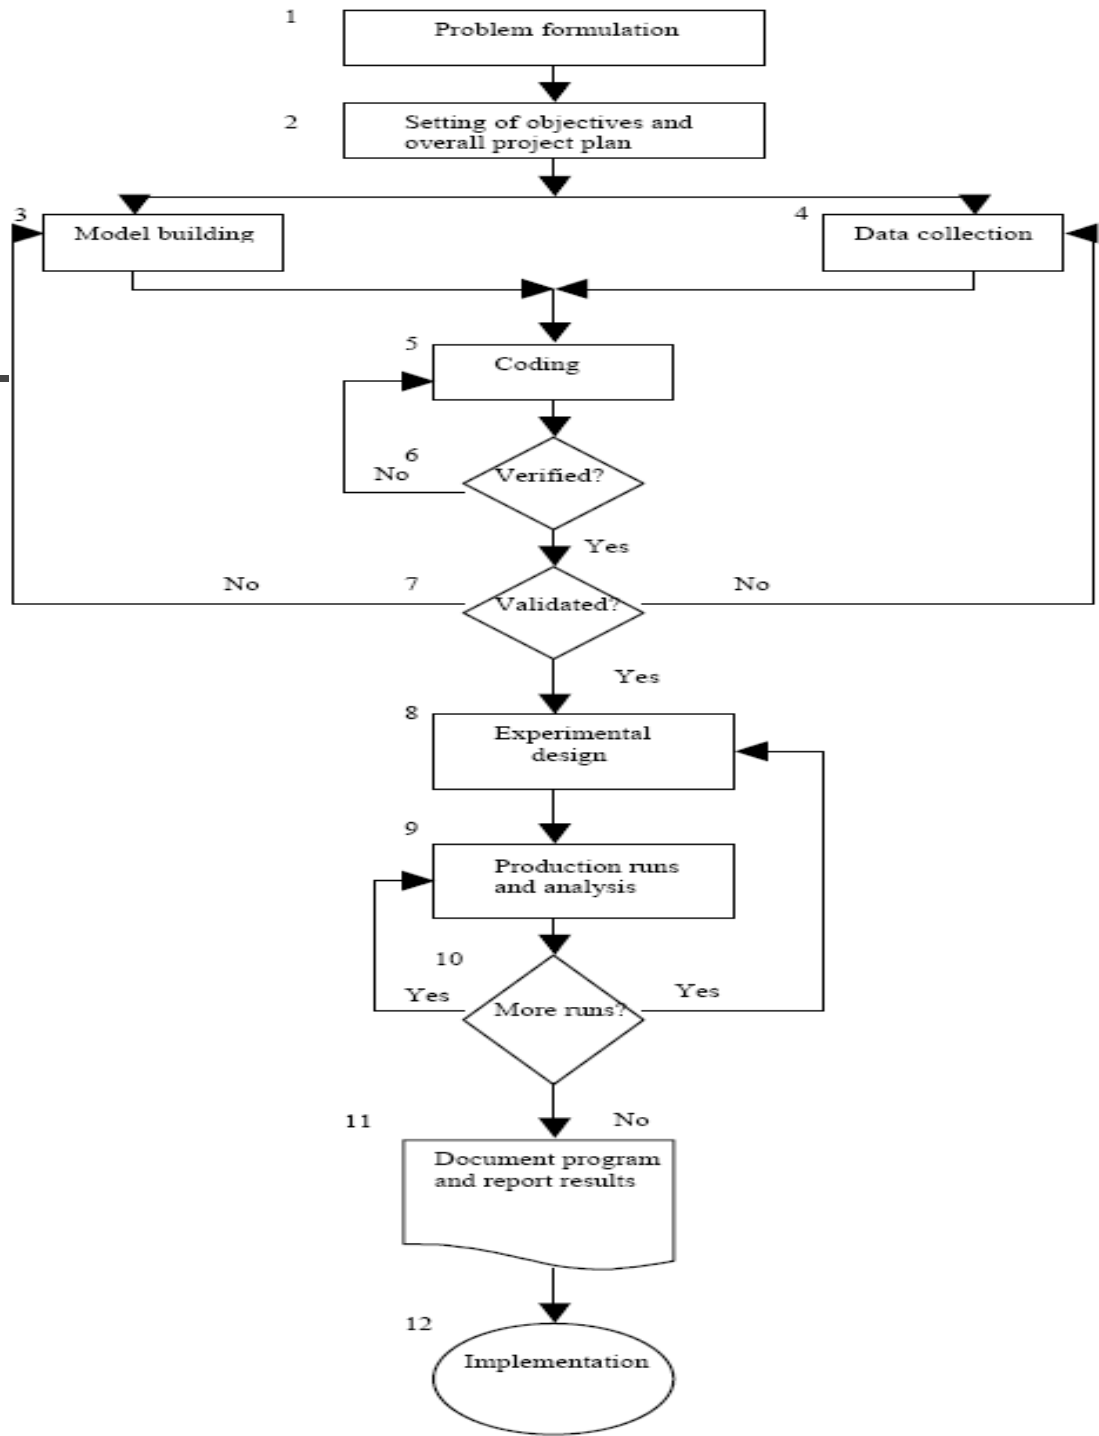 1
Problem formulation
2
Setting of objectives and
overall project plan
3
Model building
4
Data collection
5
Coding
6
No
Verified?
Yes
No
7
Validated?
No
Yes
8
Experimental
design
9
Production runs
and analysis
10
Yes
More runs?
Yes
No
11
Document program
and report results
12
Implementation